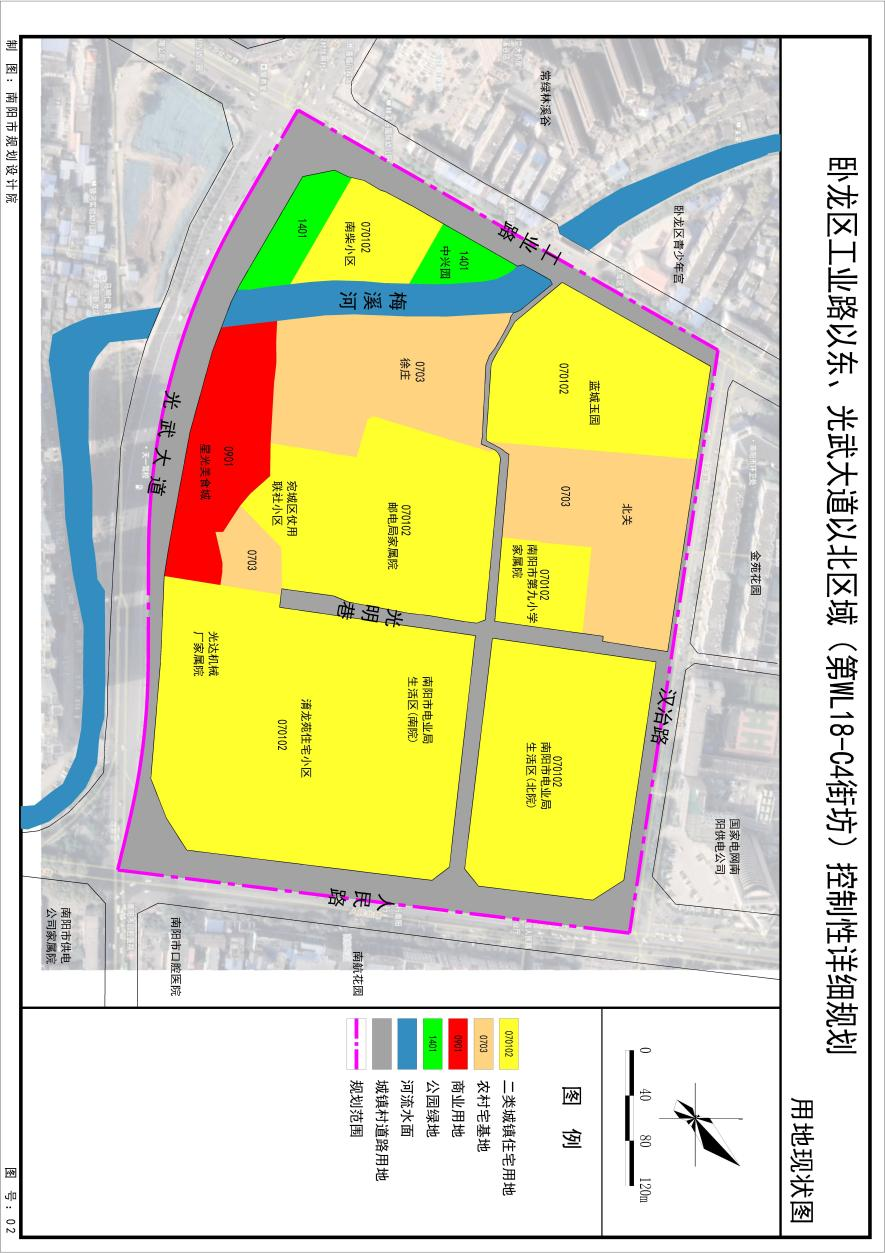 卧龙区工业路以东、光武大道以北区域（第WL18-C4街坊）控制性详细规划
用地现状图
常绿林溪谷
卧龙区青少年宫
金苑花园
国家电网南
阳供电公司
工业路
汉冶路
人民路
光武大道
光明巷
梅溪河
1401
070102
南柴小区
1401
中兴园
蓝城玉园
070102
0703
徐庄
北关
0703
070102
南阳市第九小学
家属院
070102
邮电局家属院
宛城区仗用
联社小区
0901
星光美食城
0703
光达机械
厂家属院
淯龙苑住宅小区
070102
南阳市电业局
生活区(南院)
070102
南阳市电业局
生活区(北院)
南航花园
南阳市口腔医院
南阳市供电
公司家属院
0 40 80 120m
图 例
070102 二类城镇住宅用地
0703 农村宅基地
0901 商业用地
1401 公园绿地
河流水面
城镇村道路用地
规划范围
制 图：南阳市规划设计院
图 号：02